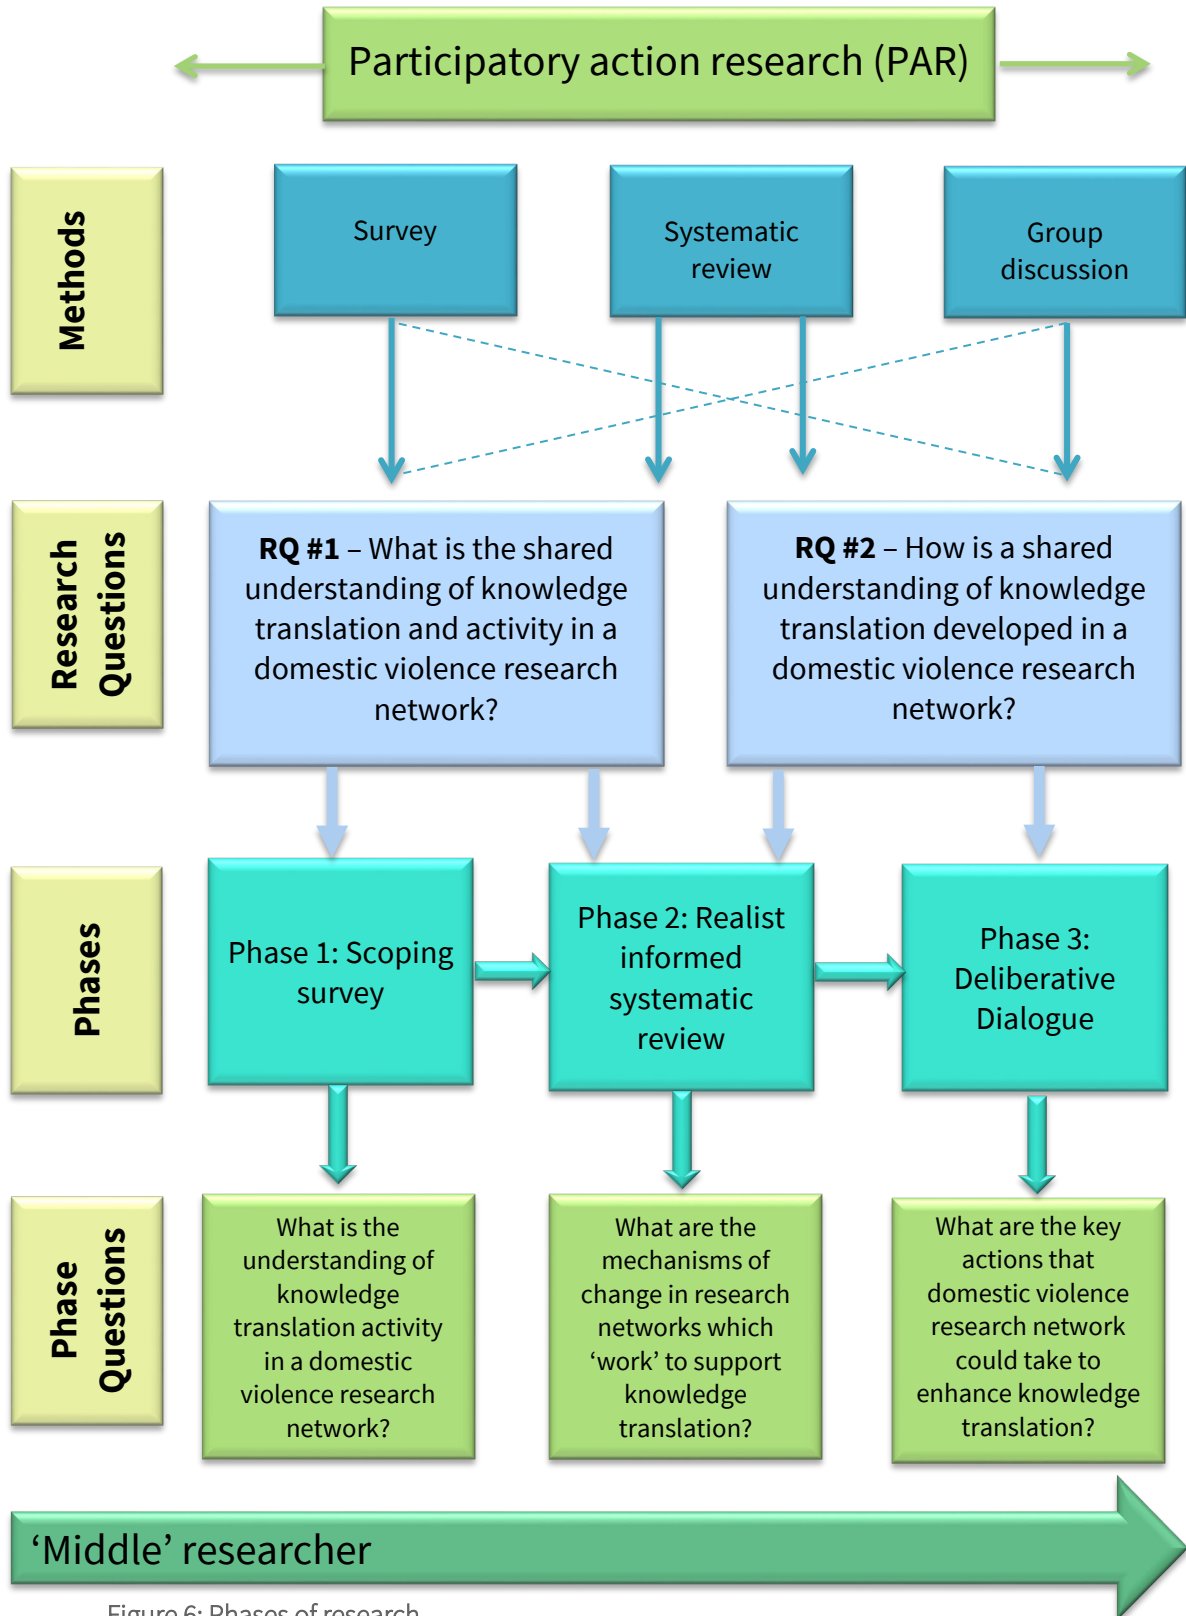 Participatory action research (PAR)
Methods
Survey
Systematic
review
Group
discussion
Research
Questions
RQ #1 – What is the shared
understanding of knowledge
translation and activity in a
domestic violence research
network?
RQ #2 – How is a shared
understanding of knowledge
translation developed in a
domestic violence research
network?
Phases
Phase 1: Scoping
survey
Phase 2: Realist
informed
systematic
review
Phase 3:
Deliberative
Dialogue
Phase
Questions
What is the
understanding of
knowledge
translation activity
in a domestic
violence research
network?
What are the
mechanisms of
change in research
networks which
‘work’ to support
knowledge
translation?
What are the key
actions that
domestic violence
research network
could take to
enhance knowledge
translation?
‘Middle’ researcher
Figure 6: Phases of research